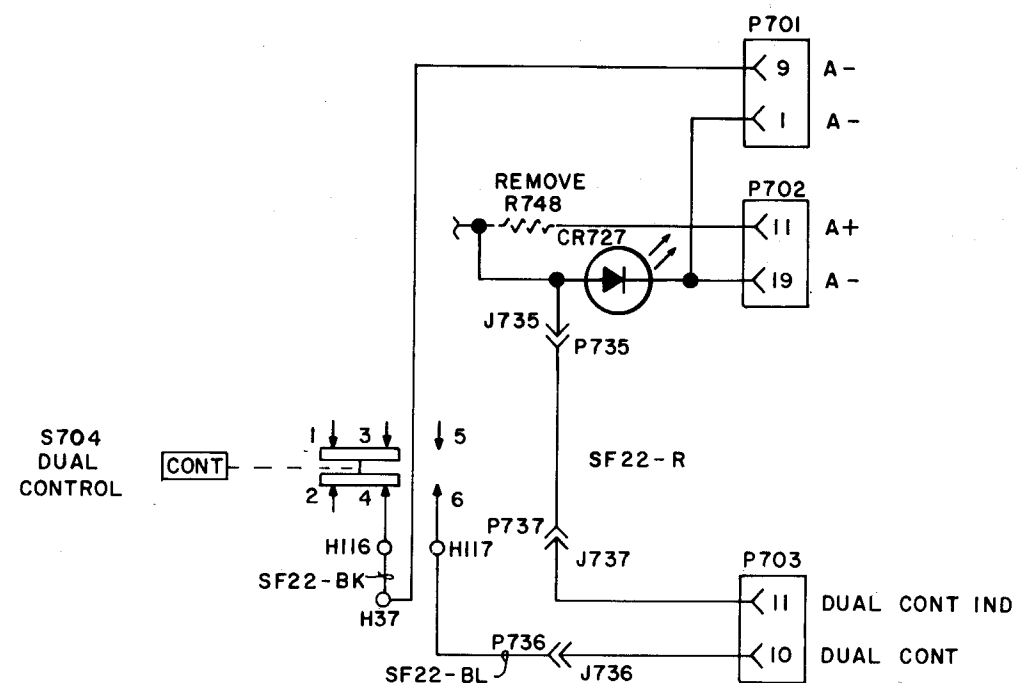 P701
9 A-
1 A-
REMOVE
R748
P702
11 A+
CR727
19 A-
J735
P735
S704
DUAL
CONTROL
CONT
1 3 5
2 4 6
SF22-R
H116
H117
P737
J737
SF22-BK
H37
P703
11 DUAL CONT IND
P736
10 DUAL CONT
SF22-BL
J736